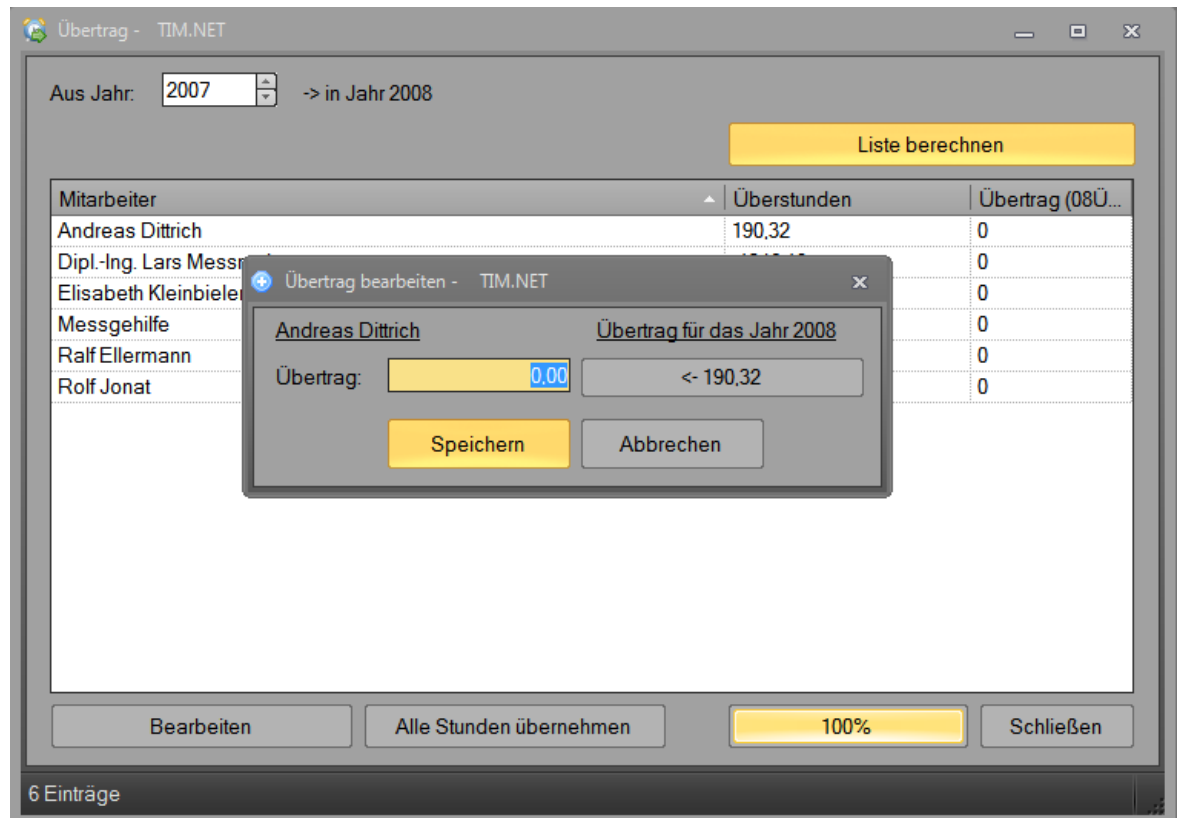 Übertrag - TIM.NET
Aus Jahr: 2007 -> in Jahr 2008
Liste berechnen
Mitarbeiter Überstunden Übertrag (08Ü...
Andreas Dittrich 190,32 0
Dipl.-Ing. Lars 0
Elisabeth 0
Messgehilfe 0
Ralf Ellermann 0
Rolf Jonat 0
Übertrag bearbeiten - TIM.NET
Andreas Dittrich Übertrag für das Jahr 2008
Übertrag: 0,00 <- 190,32
Speichern Abbrechen
Bearbeiten Alle Stunden übernehmen 100% Schließen
6 Einträge